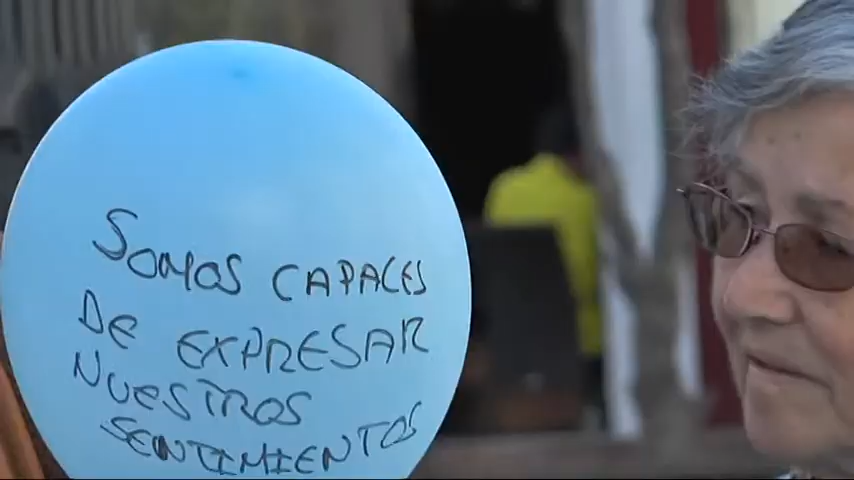 SOMOS CAPACES
DE EXPRESAR
NUESTROS
SENTIMIENTOS